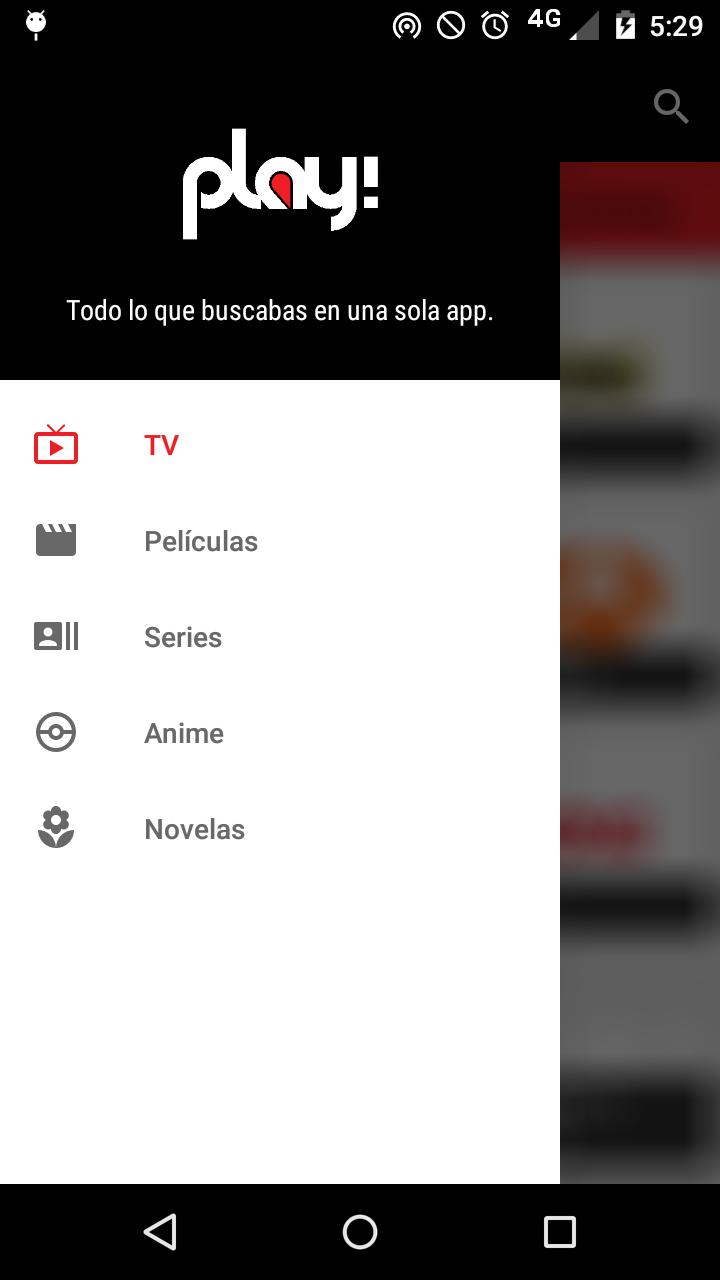 4G 5:29
play!
Todo lo que buscabas en una sola app.
TV
Películas
Series
Anime
Novelas